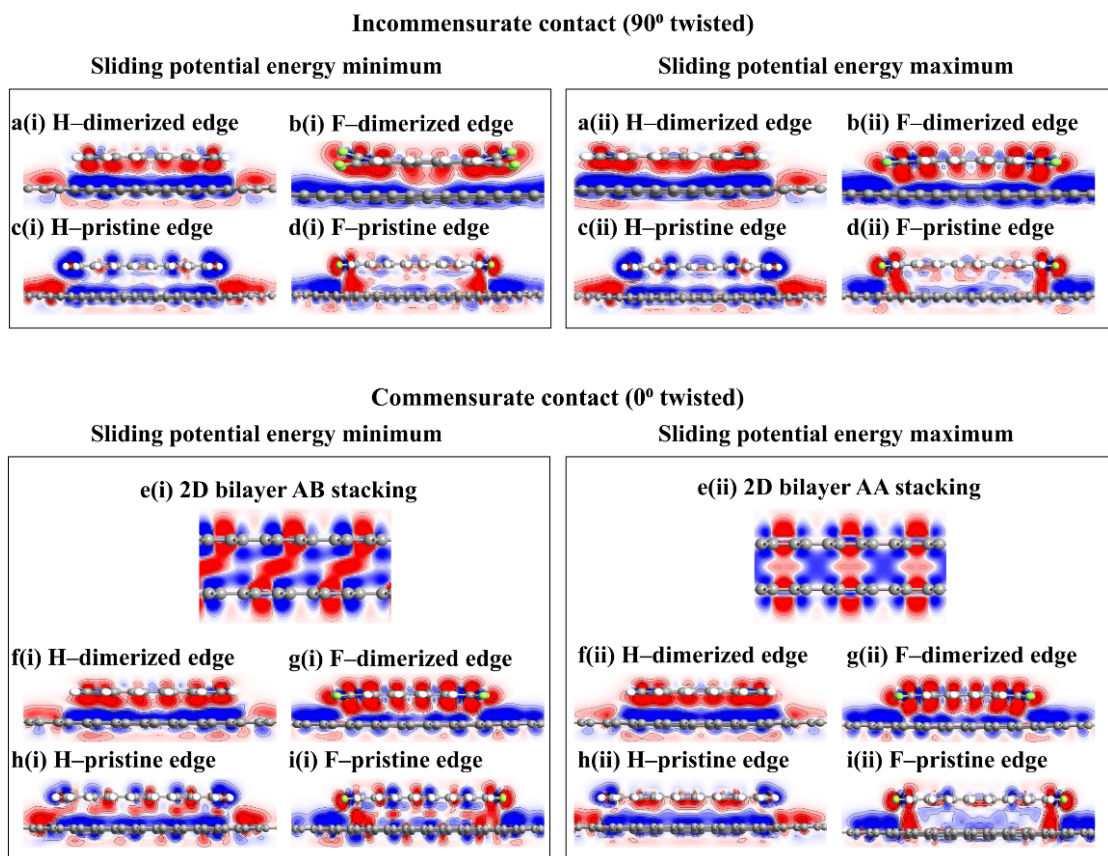 Incommensurate contact (90⁰ twisted)
Sliding potential energy minimum
Sliding potential energy maximum
a(i) H–dimerized edge
b(i) F–dimerized edge
a(ii) H–dimerized edge
b(ii) F–dimerized edge
c(i) H–pristine edge
d(i) F–pristine edge
c(ii) H–pristine edge
d(ii) F–pristine edge
Commensurate contact (0⁰ twisted)
Sliding potential energy minimum
Sliding potential energy maximum
e(i) 2D bilayer AB stacking
e(ii) 2D bilayer AA stacking
f(i) H–dimerized edge
g(i) F–dimerized edge
f(ii) H–dimerized edge
g(ii) F–dimerized edge
h(i) H–pristine edge
i(i) F–pristine edge
h(ii) H–pristine edge
i(ii) F–pristine edge